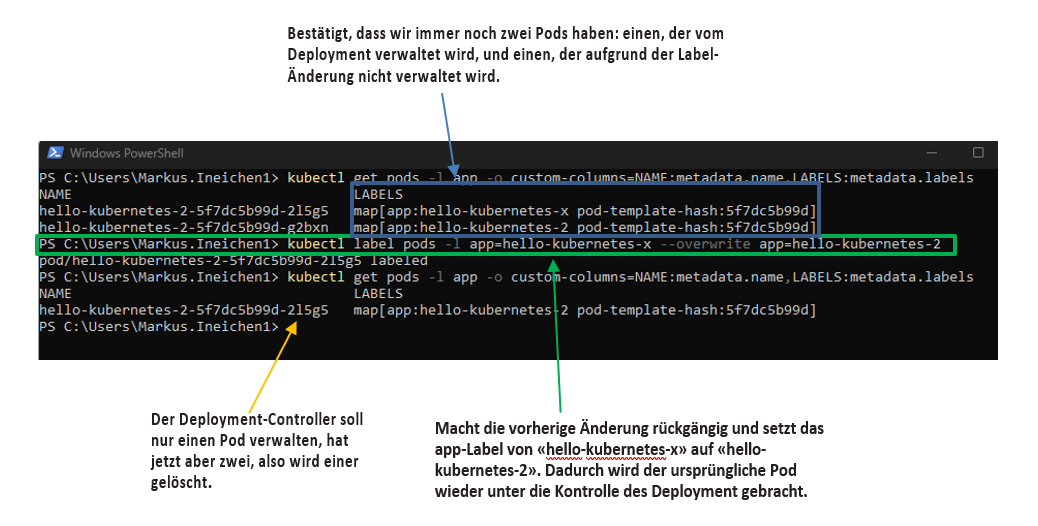 Bestätigt, dass wir immer noch zwei Pods haben: einen, der vom
Deployment verwaltet wird, und einen, der aufgrund der Label-
Änderung nicht verwaltet wird.
Windows PowerShell
PS C:\Users\Markus.Ineichen1> kubectl get pods -l app -o custom-columns=NAME:metadata.name,LABELS:metadata.labels
NAME LABELS
hello-kubernetes-2-5f7dc5b99d-2l5g5 map[app:hello-kubernetes-x pod-template-hash:5f7dc5b99d]
hello-kubernetes-2-5f7dc5b99d-g2bxn map[app:hello-kubernetes-2 pod-template-hash:5f7dc5b99d]
PS C:\Users\Markus.Ineichen1> kubectl label pods -l app=hello-kubernetes-x --overwrite app=hello-kubernetes-2
pod/hello-kubernetes-2-5f7dc5b99d-2l5g5 labeled
PS C:\Users\Markus.Ineichen1> kubectl get pods -l app -o custom-columns=NAME:metadata.name,LABELS:metadata.labels
NAME LABELS
hello-kubernetes-2-5f7dc5b99d-2l5g5 map[app:hello-kubernetes-2 pod-template-hash:5f7dc5b99d]
PS C:\Users\Markus.Ineichen1>
Der Deployment-Controller soll
nur einen Pod verwalten, hat
jetzt aber zwei, also wird einer
gelöscht.
Macht die vorherige Änderung rückgängig und setzt das
app-Label von «hello-kubernetes-x» auf «hello-
kubernetes-2». Dadurch wird der ursprüngliche Pod
wieder unter die Kontrolle des Deployment gebracht.